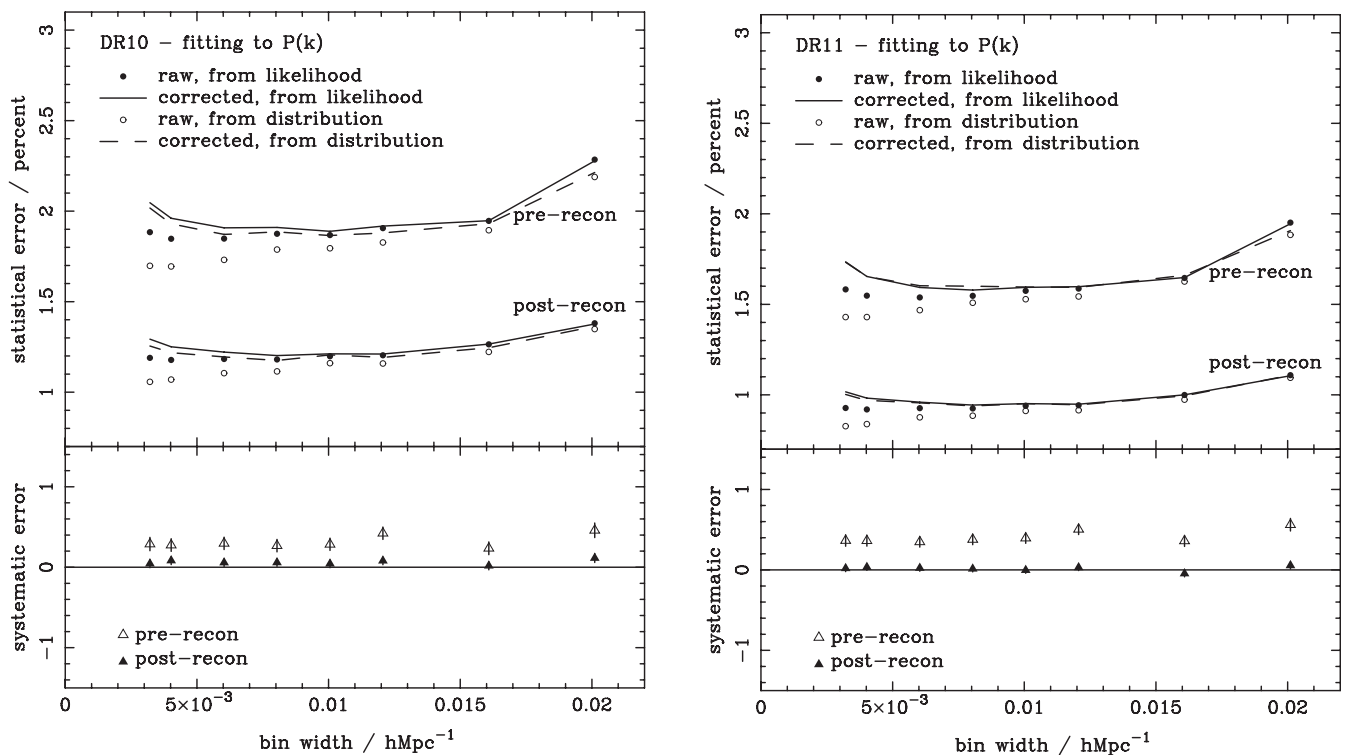 DR10 − fitting to P(k)
raw, from likelihood
corrected, from likelihood
raw, from distribution
corrected, from distribution
pre−recon
post−recon
statistical error / percent
3
2.5
2
1.5
1
systematic error
1
0
−1
pre−recon
post−recon
0
5×10⁻³
0.01
0.015
0.02
bin width / hMpc⁻¹
DR11 − fitting to P(k)
raw, from likelihood
corrected, from likelihood
raw, from distribution
corrected, from distribution
pre−recon
post−recon
statistical error / percent
3
2.5
2
1.5
1
systematic error
1
0
−1
pre−recon
post−recon
0
5×10⁻³
0.01
0.015
0.02
bin width / hMpc⁻¹